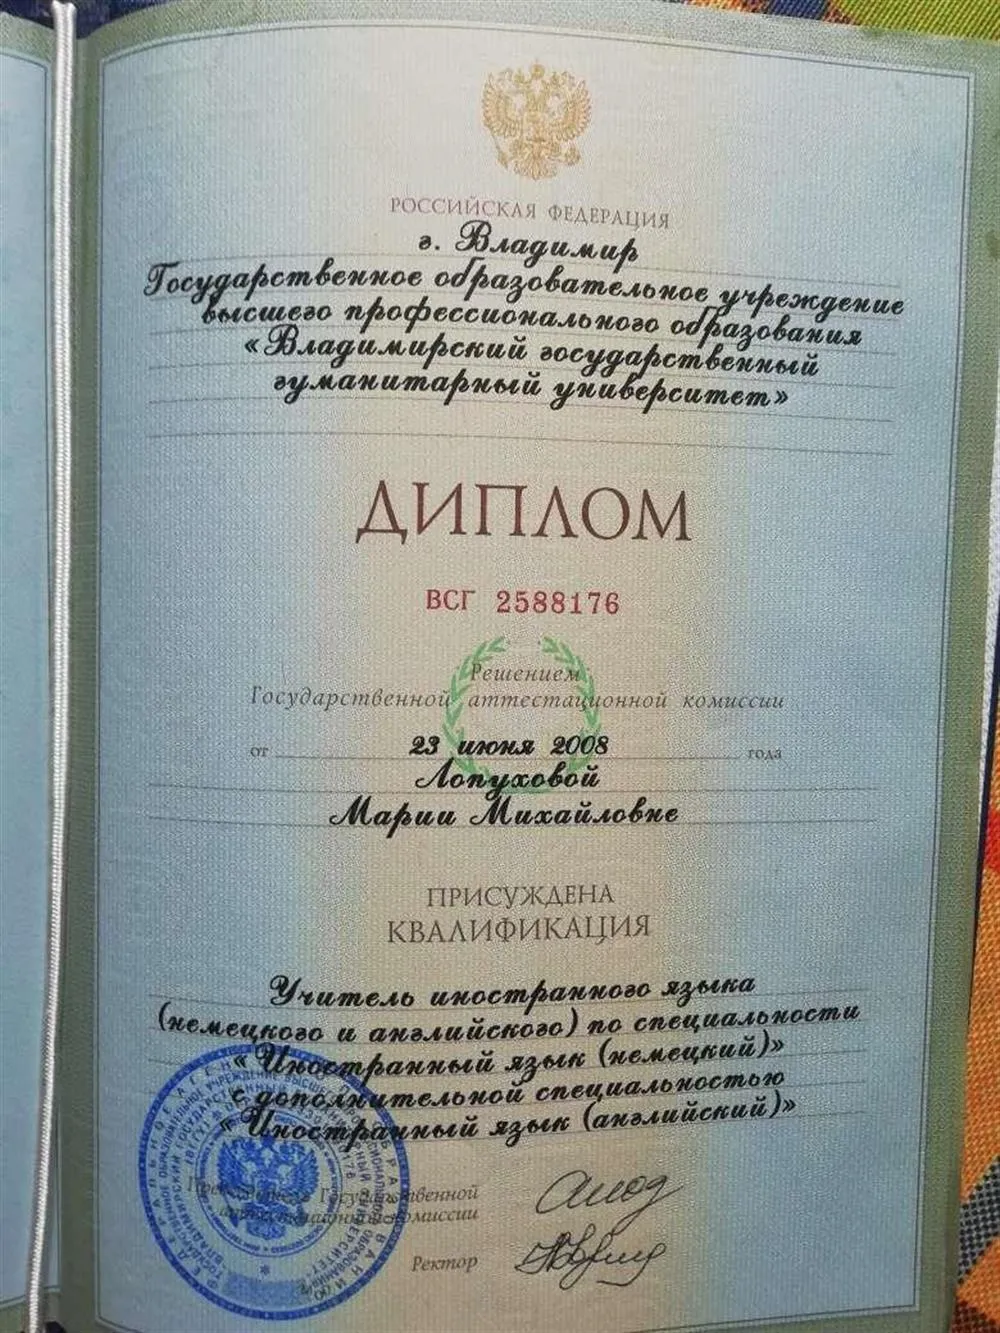 РОССИЙСКАЯ ФЕДЕРАЦИЯ
г. Владимир
Государственное образовательное учреждение
высшего профессионального образования
«Владимирский государственный
гуманитарный университет»
ДИПЛОМ
ВСГ 2588176
Решением
Государственной аттестационной комиссии
от 23 июня 2008 года
Лопуховой
Марии Михайловне
ПРИСУЖДЕНА
КВАЛИФИКАЦИЯ
Учитель иностранного языка
(немецкого и английского) по специальности
«Иностранный язык (немецкий)»
с дополнительной специальностью
«Иностранный язык (английский)»
Председатель Государственной
аттестационной комиссии
Ректор